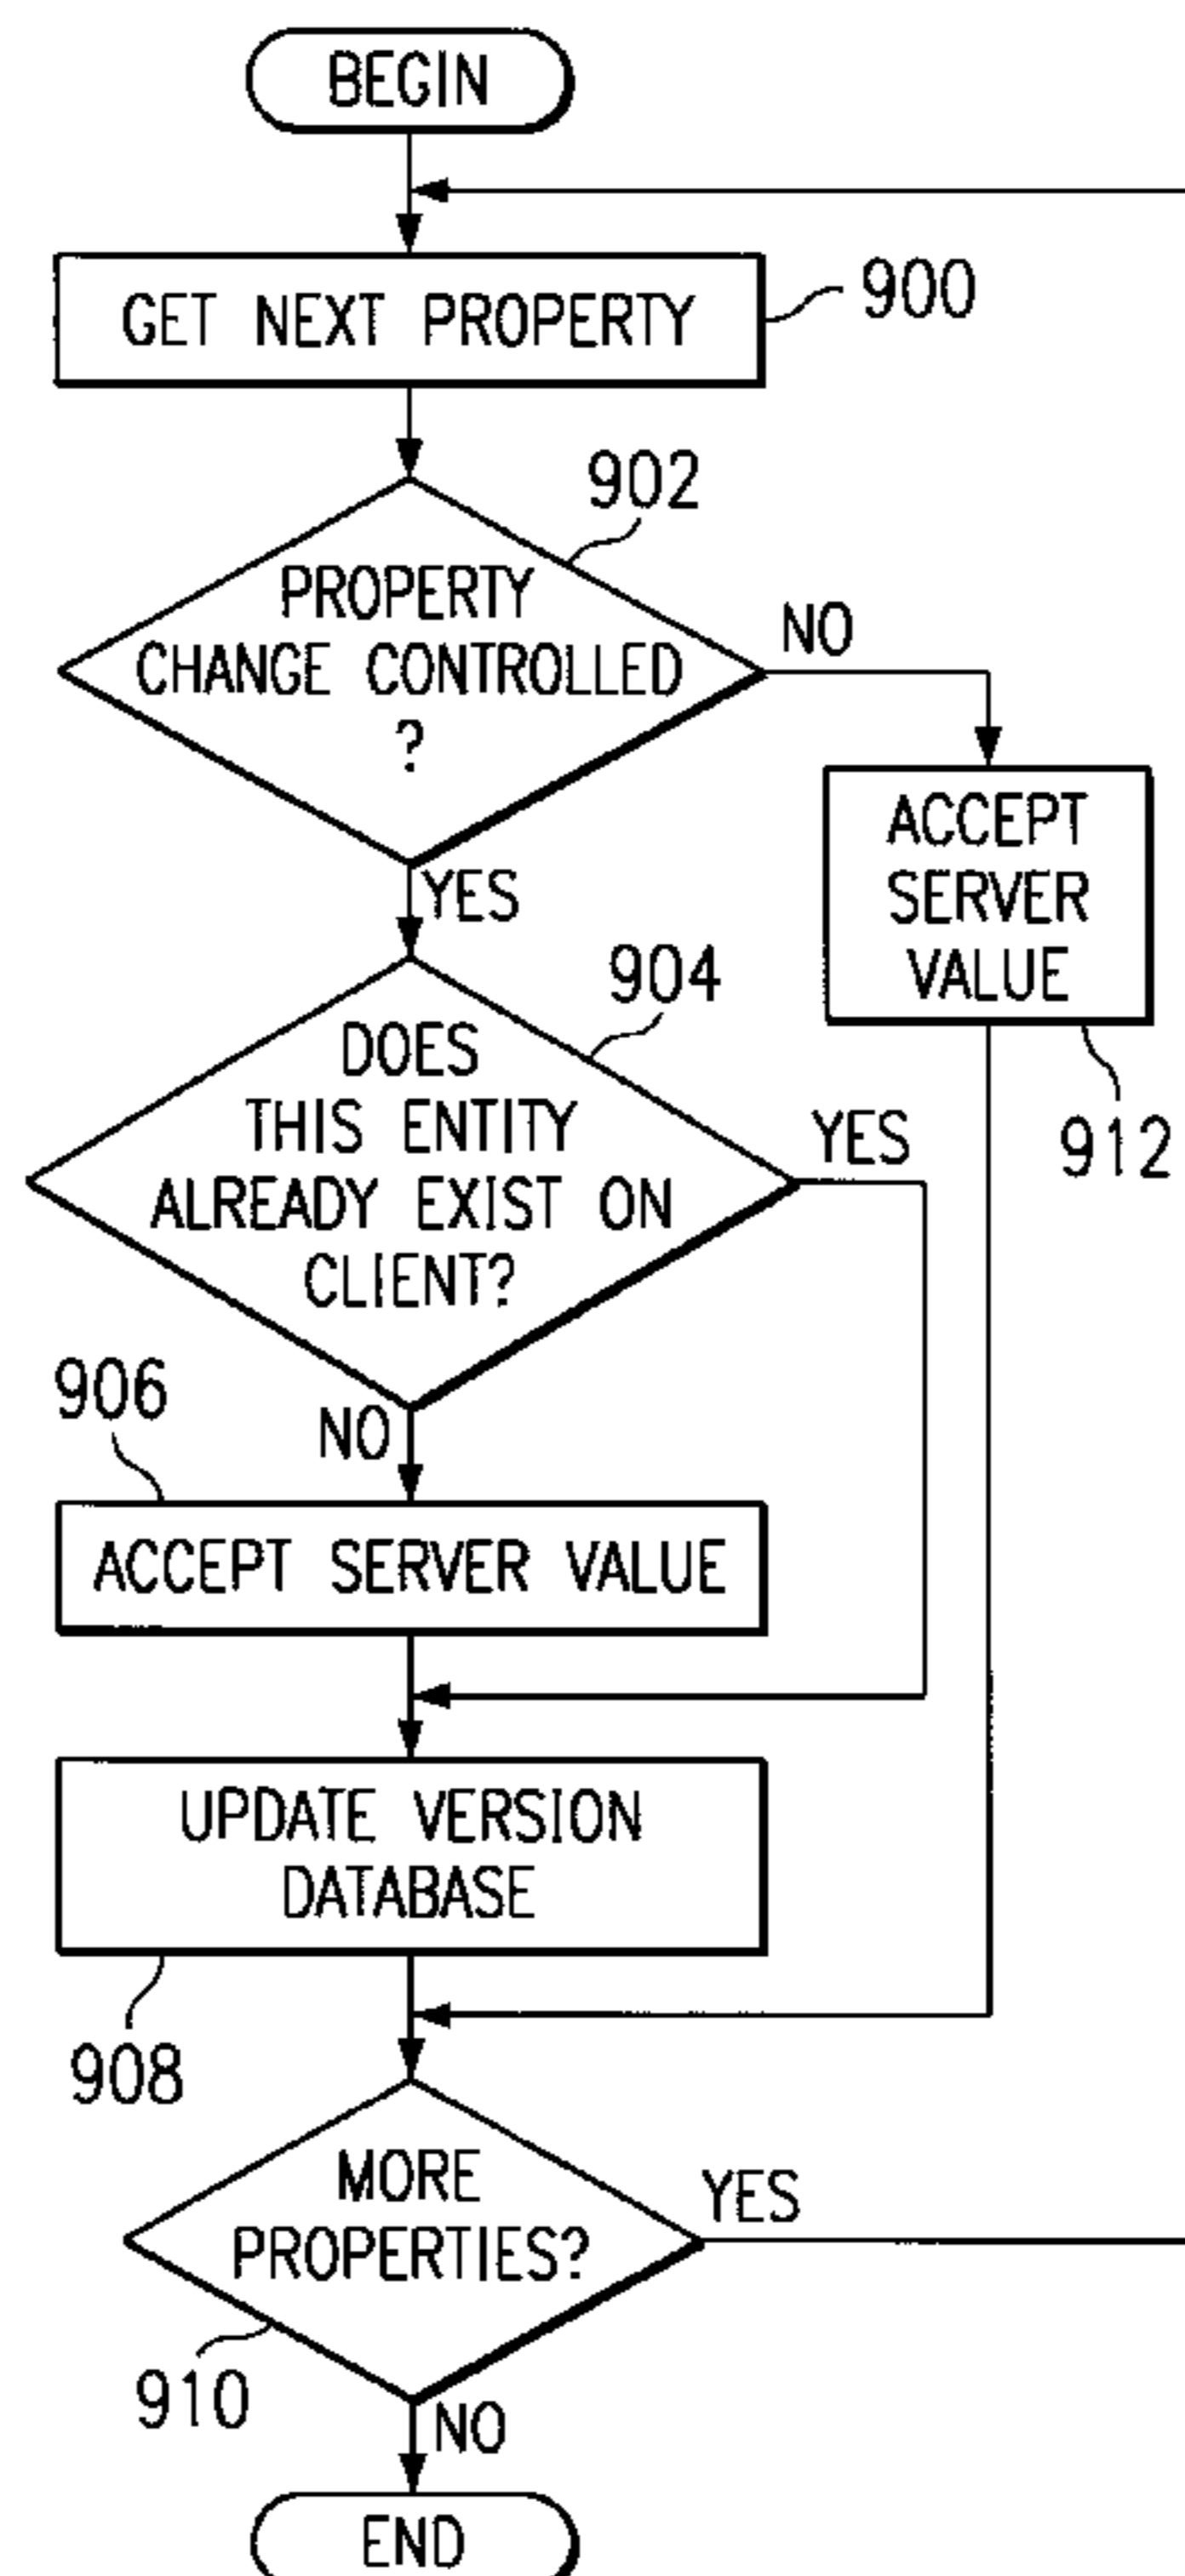 BEGIN
GET NEXT PROPERTY
900
902
PROPERTY
CHANGE CONTROLLED
?
NO
YES
ACCEPT
SERVER
VALUE
912
904
DOES
THIS ENTITY
ALREADY EXIST ON
CLIENT?
YES
NO
906
ACCEPT SERVER VALUE
UPDATE VERSION
DATABASE
908
MORE
PROPERTIES?
YES
910
NO
END